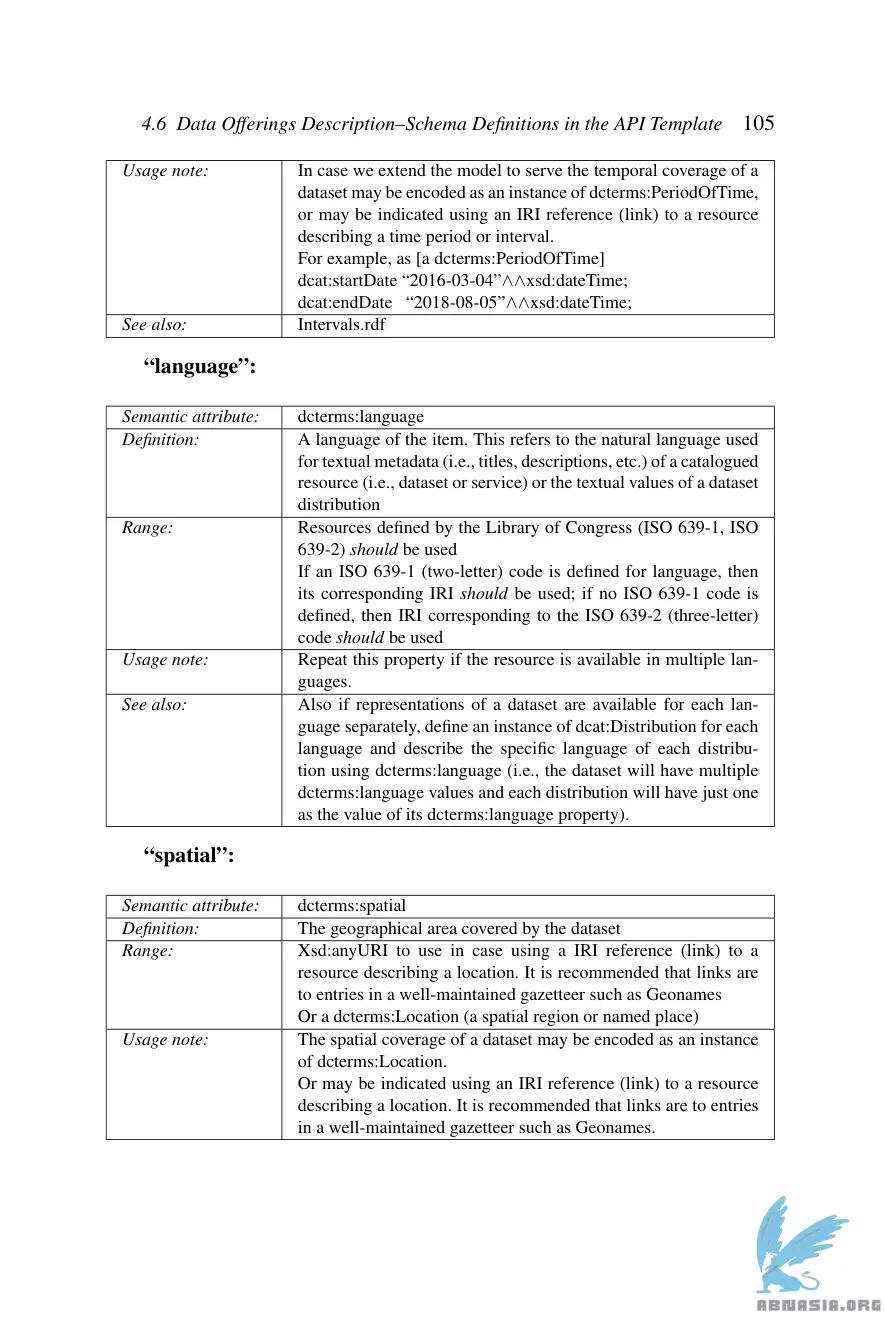 4.6 Data Offerings Description–Schema Definitions in the API Template 105
Usage note: In case we extend the model to serve the temporal coverage of a
dataset may be encoded as an instance of dcterms:PeriodOfTime,
or may be indicated using an IRI reference (link) to a resource
describing a time period or interval.
For example, as [a dcterms:PeriodOfTime]
dcat:startDate “2016-03-04”∧∧xsd:dateTime;
dcat:endDate “2018-08-05”∧∧xsd:dateTime;
See also: Intervals.rdf
“language”:
Semantic attribute: dcterms:language
Definition: A language of the item. This refers to the natural language used
for textual metadata (i.e., titles, descriptions, etc.) of a catalogued
resource (i.e., dataset or service) or the textual values of a dataset
distribution
Range: Resources defined by the Library of Congress (ISO 639-1, ISO
639-2) should be used
If an ISO 639-1 (two-letter) code is defined for language, then
its corresponding IRI should be used; if no ISO 639-1 code is
defined, then IRI corresponding to the ISO 639-2 (three-letter)
code should be used
Usage note: Repeat this property if the resource is available in multiple lan-
guages.
See also: Also if representations of a dataset are available for each lan-
guage separately, define an instance of dcat:Distribution for each
language and describe the specific language of each distribu-
tion using dcterms:language (i.e., the dataset will have multiple
dcterms:language values and each distribution will have just one
as the value of its dcterms:language property).
“spatial”:
Semantic attribute: dcterms:spatial
Definition: The geographical area covered by the dataset
Range: Xsd:anyURI to use in case using a IRI reference (link) to a
resource describing a location. It is recommended that links are
to entries in a well-maintained gazetteer such as Geonames
Or a dcterms:Location (a spatial region or named place)
Usage note: The spatial coverage of a dataset may be encoded as an instance
of dcterms:Location.
Or may be indicated using an IRI reference (link) to a resource
describing a location. It is recommended that links are to entries
in a well-maintained gazetteer such as Geonames.
ABNASIA.ORG